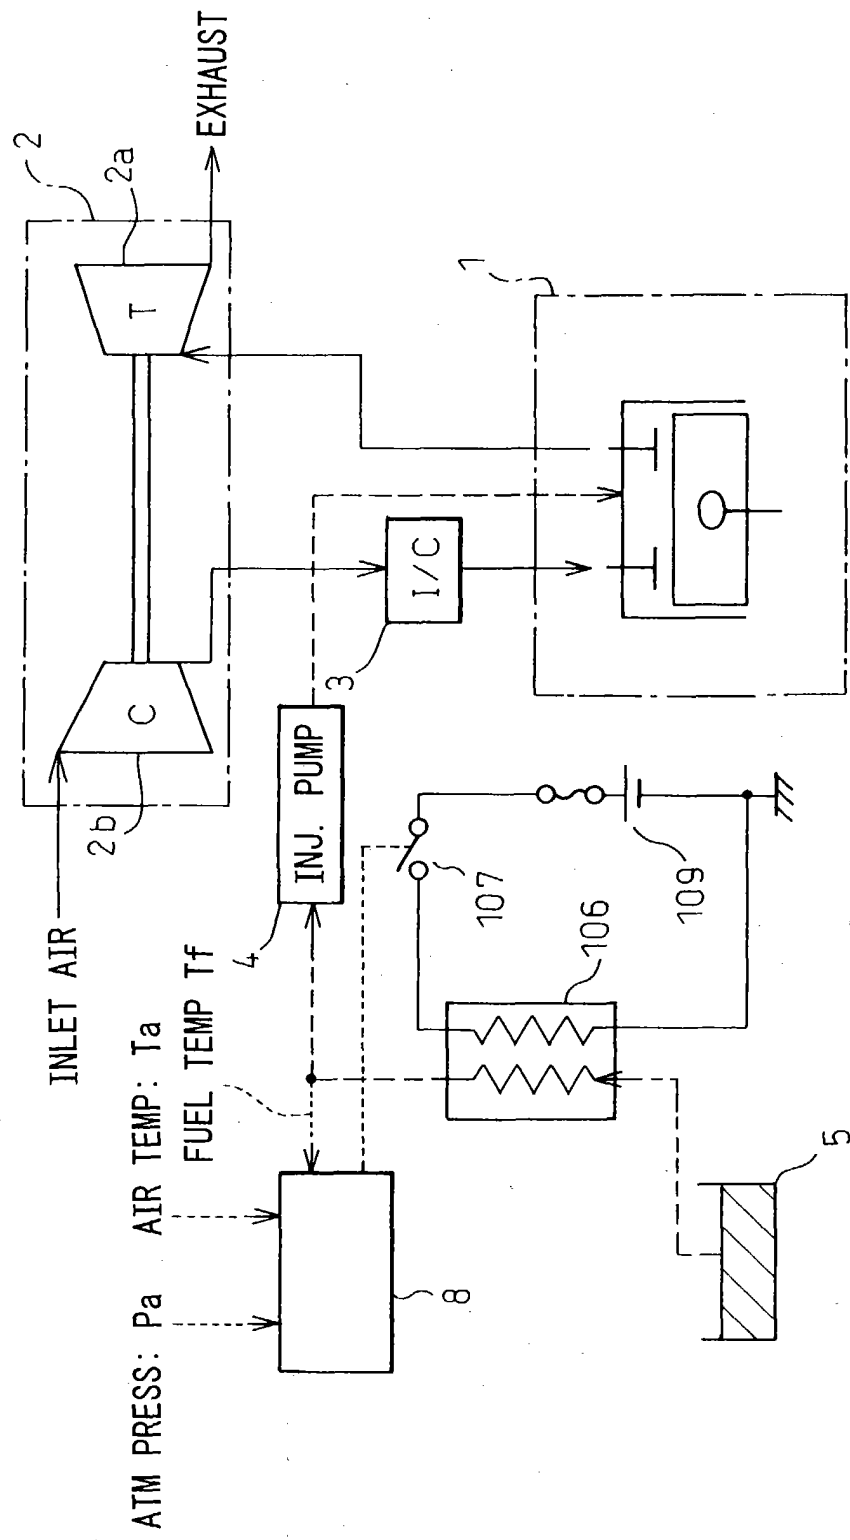 2
2a
EXHAUST
T
1
C
2b
INLET AIR
I/C
3
INJ. PUMP
4
FUEL TEMP Tf
AIR TEMP: Ta
ATM PRESS: Pa
107
109
106
8
5